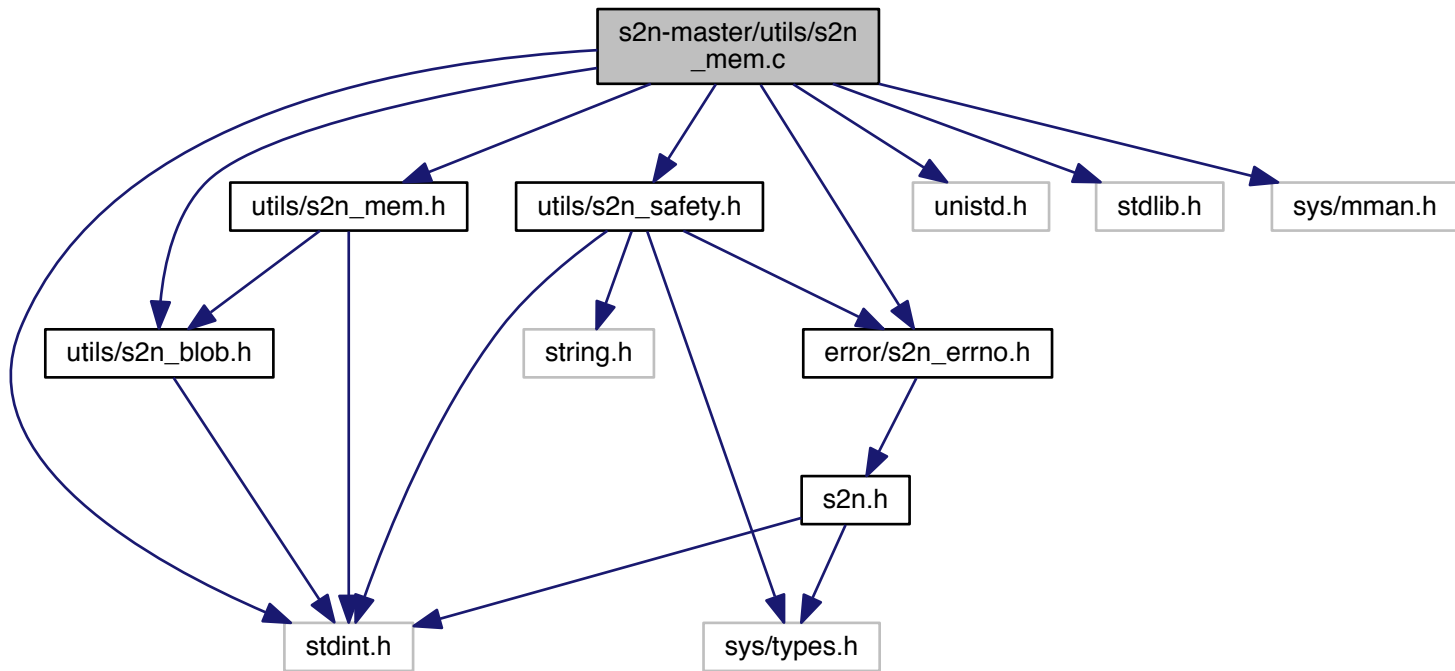 s2n-master/utils/s2n
_mem.c
utils/s2n_mem.h
utils/s2n_safety.h
unistd.h
stdlib.h
sys/mman.h
utils/s2n_blob.h
string.h
error/s2n_errno.h
s2n.h
stdint.h
sys/types.h